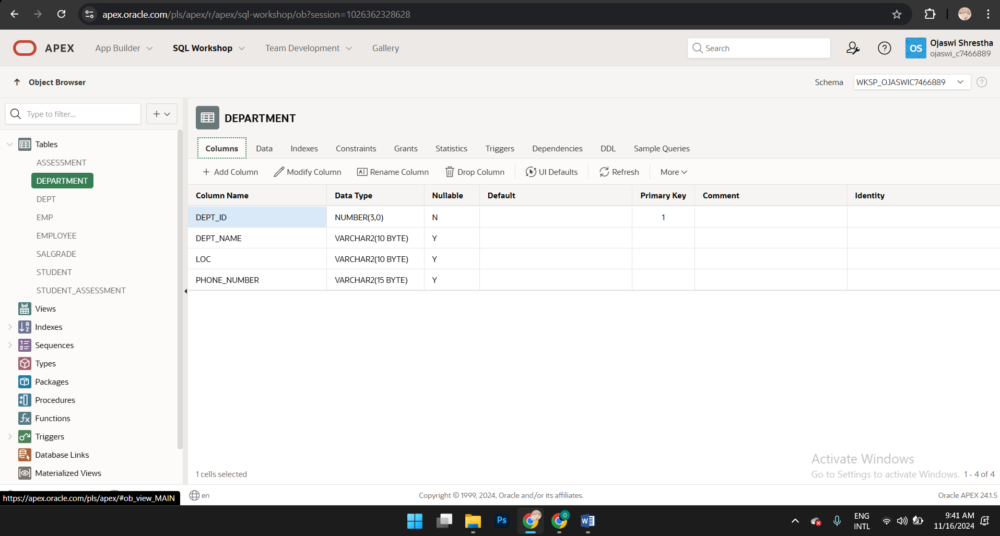 apex.oracle.com/pls/apex/r/apex/sql-workshop/ob?session=1026362328628
APEX App Builder SQL Workshop Team Development Gallery Search OS Ojaswi Shrestha
ojaswi_c7466889
Object Browser Schema WKSP_OJASWIC7466889
Type to filter...
DEPARTMENT
Columns Data Indexes Constraints Grants Statistics Triggers Dependencies DDL Sample Queries
Add Column Modify Column Rename Column Drop Column UI Defaults Refresh More
Column Name Data Type Nullable Default Primary Key Comment Identity
DEPT_ID NUMBER(3,0) N 1
DEPT_NAME VARCHAR2(10 BYTE) Y
LOC VARCHAR2(10 BYTE) Y
PHONE_NUMBER VARCHAR2(15 BYTE) Y
Tables
ASSESSMENT
DEPARTMENT
DEPT
EMP
EMPLOYEE
SALGRADE
STUDENT
STUDENT_ASSESSMENT
Views
Indexes
Sequences
Types
Packages
Procedures
Functions
Triggers
Database Links
Materialized Views
1 cells selected
Activate Windows
Go to Settings to activate Windows. 1 - 4 of 4
https://apex.oracle.com/pls/apex/#ob_view_MAIN
en
Copyright © 1999, 2024, Oracle and/or its affiliates.
Oracle APEX 24.1.5
Ps
ENG
INTL
9:41 AM
11/16/2024